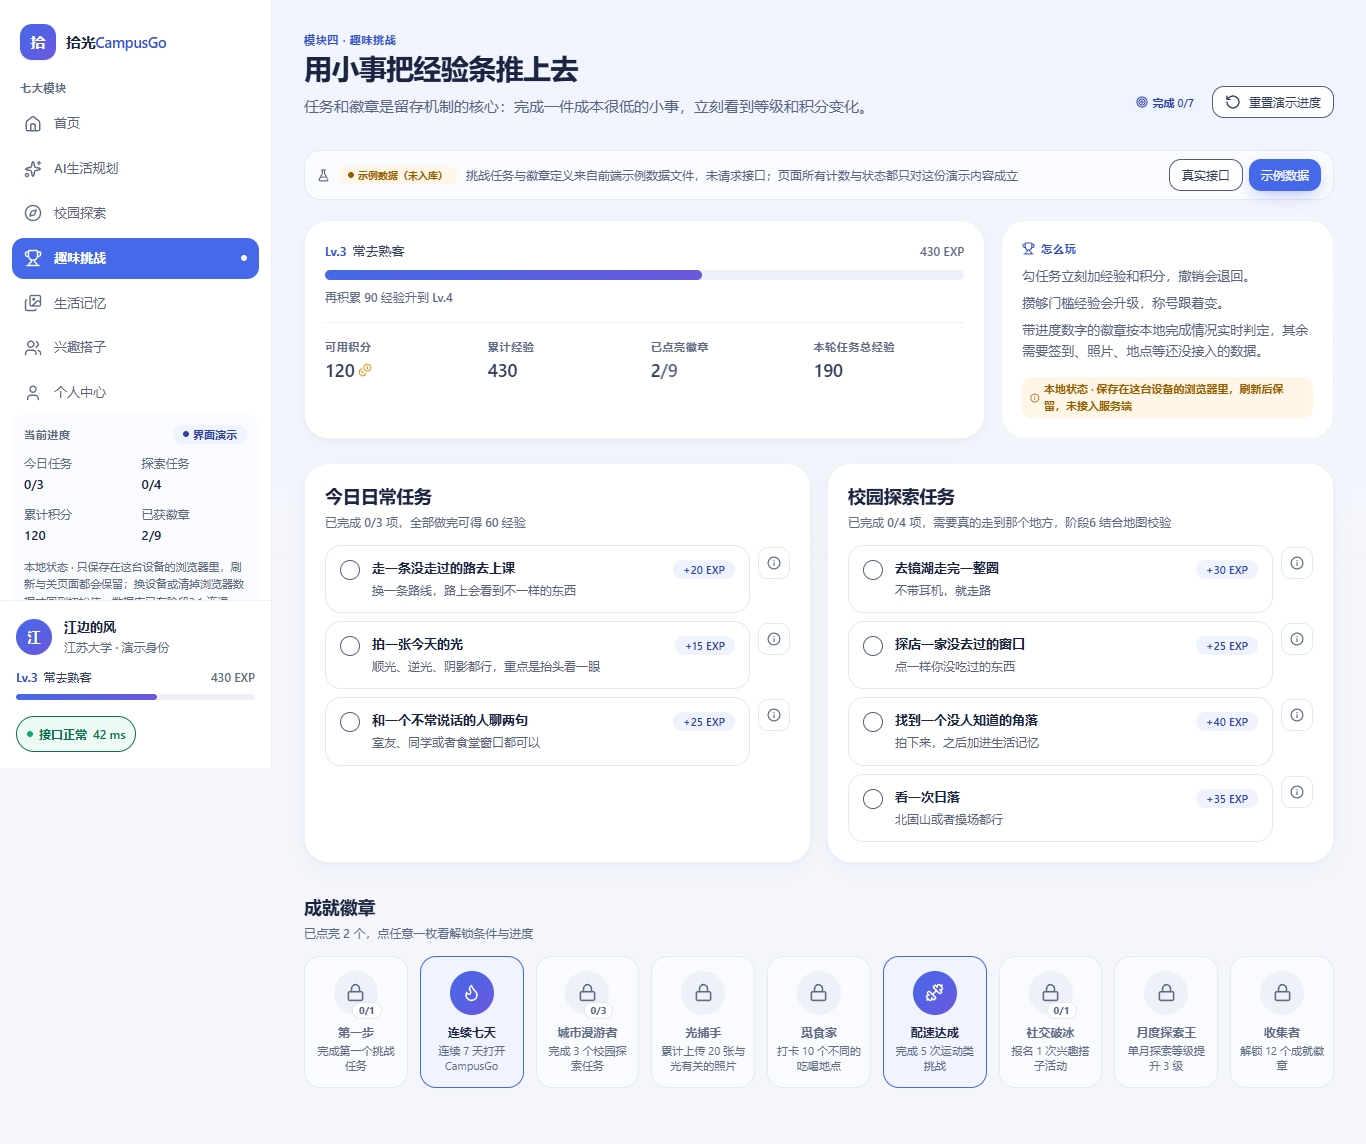 拾 拾光CampusGo
七大模块
首页
AI生活规划
校园探索
趣味挑战
生活记忆
兴趣搭子
个人中心
当前进度 界面演示
今日任务 探索任务
0/3 0/4
累计积分 已获徽章
120 2/9
本地状态 · 只保存在这台设备的浏览器里，刷
新与关页面都会保留；换设备或清掉浏览器数
江 江边的风
江苏大学 · 演示身份
Lv.3 常去熟客 430 EXP
接口正常 42 ms
模块四 · 趣味挑战
用小事把经验条推上去
任务和徽章是留存机制的核心：完成一件成本很低的小事，立刻看到等级和积分变化。
完成 0/7 重置演示进度
示例数据（未入库） 挑战任务与徽章定义来自前端示例数据文件，未请求接口；页面所有计数与状态都只对这份演示内容成立
真实接口 示例数据
Lv.3 常去熟客 430 EXP
再积累 90 经验升到 Lv.4
可用积分 累计经验 已点亮徽章 本轮任务总经验
120 430 2/9 190
怎么玩
勾任务立刻加经验和积分，撤销会退回。
攒够门槛经验会升级，称号跟着变。
带进度数字的徽章按本地完成情况实时判定，其余
需要签到、照片、地点等还没接入的数据。
本地状态 · 保存在这台设备的浏览器里，刷新后保
留，未接入服务端
今日日常任务
已完成 0/3 项，全部做完可得 60 经验
走一条没走过的路去上课 +20 EXP
换一条路线，路上会看到不一样的东西
拍一张今天的光 +15 EXP
顺光、逆光、阴影都行，重点是抬头看一眼
和一个不常说话的人聊两句 +25 EXP
室友、同学或者食堂窗口都可以
校园探索任务
已完成 0/4 项，需要真的走到那个地方，阶段6 结合地图校验
去镜湖走完一整圈 +30 EXP
不带耳机，就走路
探店一家没去过的窗口 +25 EXP
点一样你没吃过的东西
找到一个没人知道的角落 +40 EXP
拍下来，之后加进生活记忆
看一次日落 +35 EXP
北固山或者操场都行
成就徽章
已点亮 2 个，点任意一枚看解锁条件与进度
0/1
第一步
完成第一个挑战
任务
连续七天
连续 7 天打开
CampusGo
0/3
城市漫游者
完成 3 个校园探
索任务
光捕手
累计上传 20 张与
光有关的照片
觅食家
打卡 10 个不同的
吃喝地点
配速达成
完成 5 次运动类
挑战
0/1
社交破冰
报名 1 次兴趣搭
子活动
月度探索王
单月探索等级提
升 3 级
收集者
解锁 12 个成就徽
章